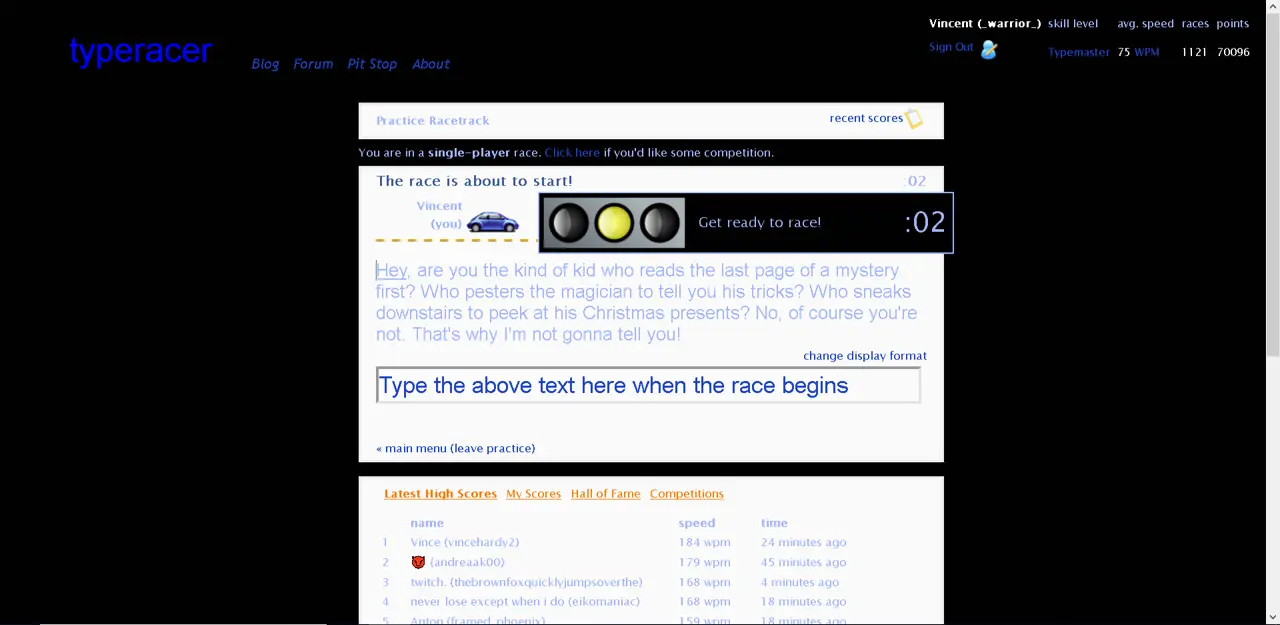 Vincent (_warrior_) skill level avg. speed races points
typeracer
Sign Out Typemaster 75 WPM 1121 70096
Blog Forum Pit Stop About
Practice Racetrack recent scores
You are in a single-player race. Click here if you'd like some competition.
The race is about to start! :02
Vincent
(you)
Get ready to race! :02
Hey, are you the kind of kid who reads the last page of a mystery
first? Who pesters the magician to tell you his tricks? Who sneaks
downstairs to peek at his Christmas presents? No, of course you're
not. That's why I'm not gonna tell you!
change display format
Type the above text here when the race begins
« main menu (leave practice)
Latest High Scores My Scores Hall of Fame Competitions
name speed time
1 Vince (vincehardy2) 184 wpm 24 minutes ago
2 (andreaak00) 179 wpm 45 minutes ago
3 twitch. (thebrownfoxquicklyjumpsoverthe) 168 wpm 4 minutes ago
4 never lose except when i do (eikomaniac) 168 wpm 18 minutes ago
5 Anton (framed_phoenix) 159 wpm 18 minutes ago